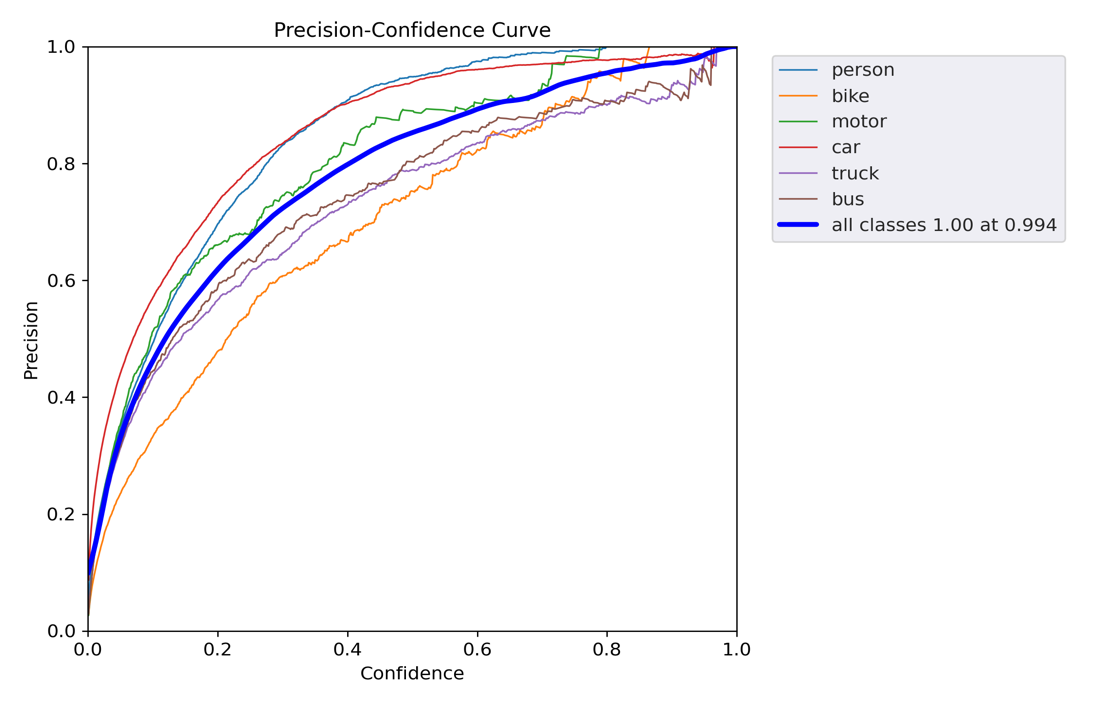 Precision-Confidence Curve
1.0
0.8
0.6
0.4
0.2
0.0
Precision
0.0 0.2 0.4 0.6 0.8 1.0
Confidence
person
bike
motor
car
truck
bus
all classes 1.00 at 0.994